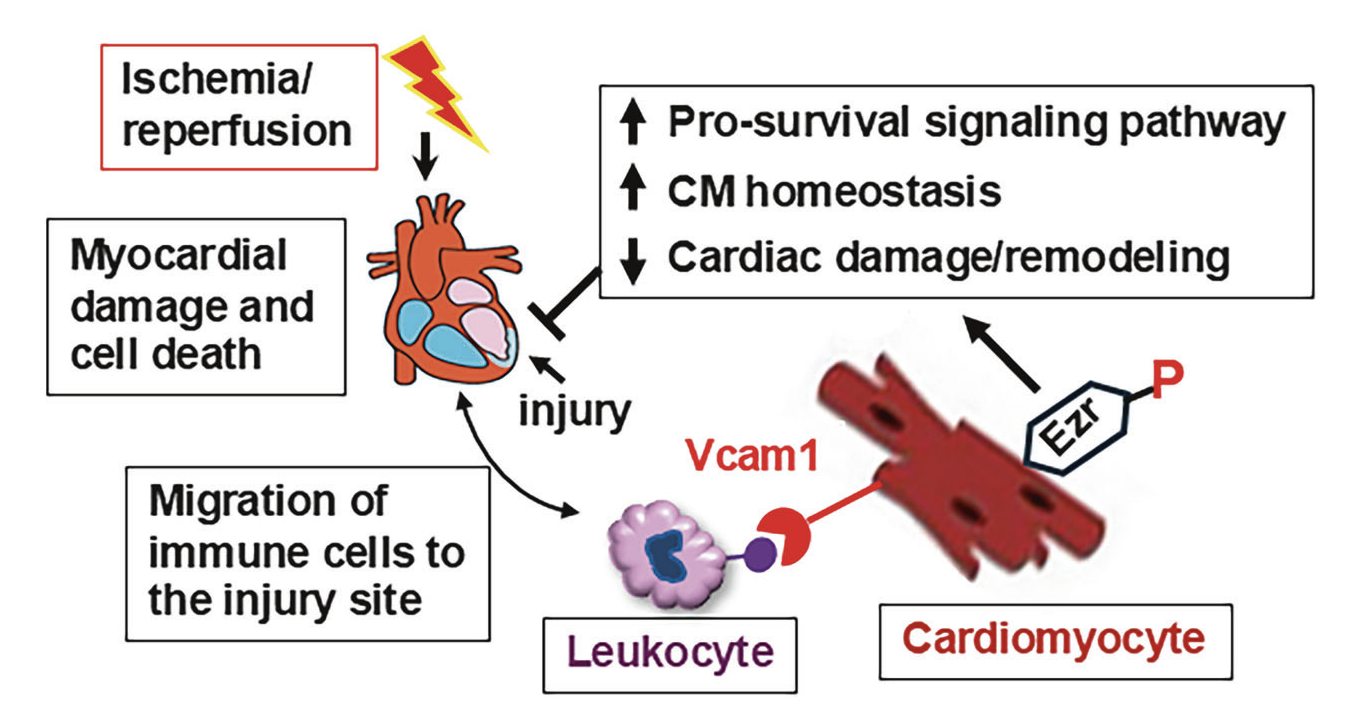 Ischemia/
reperfusion
Pro-survival signaling pathway
CM homeostasis
Cardiac damage/remodeling
Myocardial
damage and
cell death
injury
P
Ezr
Vcam1
Migration of
immune cells to
the injury site
Leukocyte
Cardiomyocyte